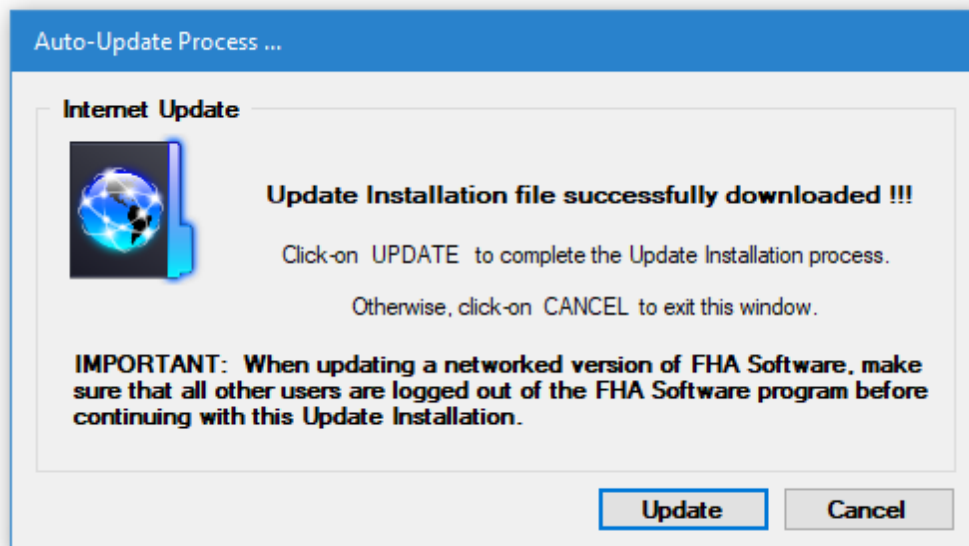 Auto-Update Process ...
Internet Update
Update Installation file successfully downloaded !!!
Click-on UPDATE to complete the Update Installation process.
Otherwise, click-on CANCEL to exit this window.
IMPORTANT: When updating a networked version of FHA Software, make
sure that all other users are logged out of the FHA Software program before
continuing with this Update Installation.
Update
Cancel